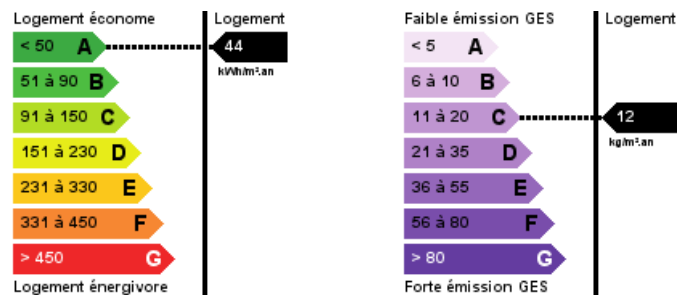 Logement économe
Logement
< 50 A
44
kWh/m².an
51 à 90 B
91 à 150 C
151 à 230 D
231 à 330 E
331 à 450 F
> 450 G
Logement énergivore
Faible émission GES
Logement
< 5 A
6 à 10 B
11 à 20 C
12
kg/m².an
21 à 35 D
36 à 55 E
56 à 80 F
> 80 G
Forte émission GES